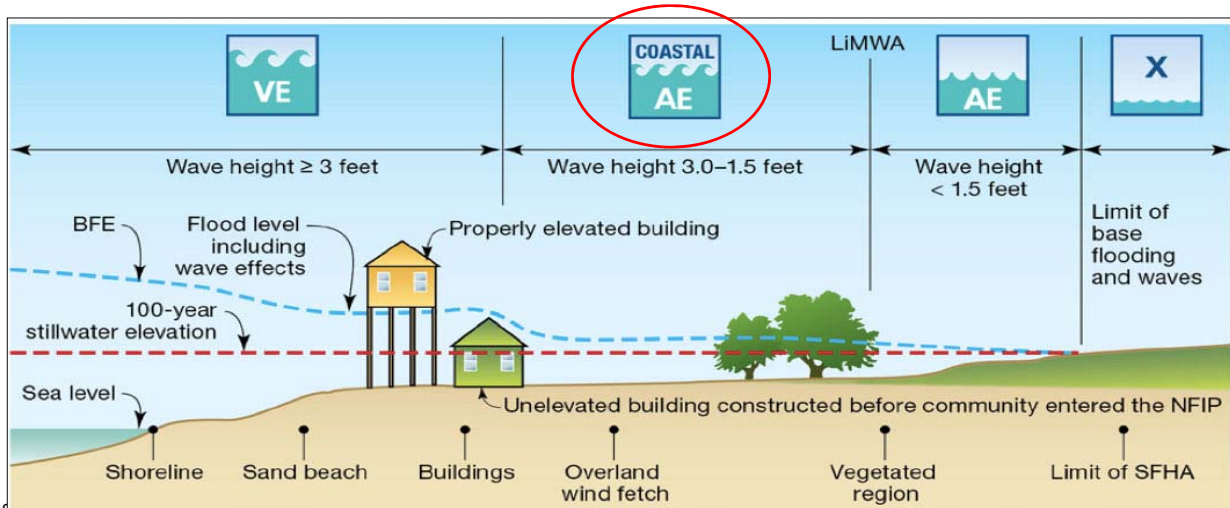 VE
COASTAL
AE
LiMWA
AE
X
Wave height ≥ 3 feet
Wave height 3.0–1.5 feet
Wave height
< 1.5 feet
Limit of
base
flooding
and waves
BFE
Flood level
including
wave effects
Properly elevated building
100-year
stillwater elevation
Sea level
Unelevated building constructed before community entered the NFIP
Shoreline
Sand beach
Buildings
Overland
wind fetch
Vegetated
region
Limit of SFHA